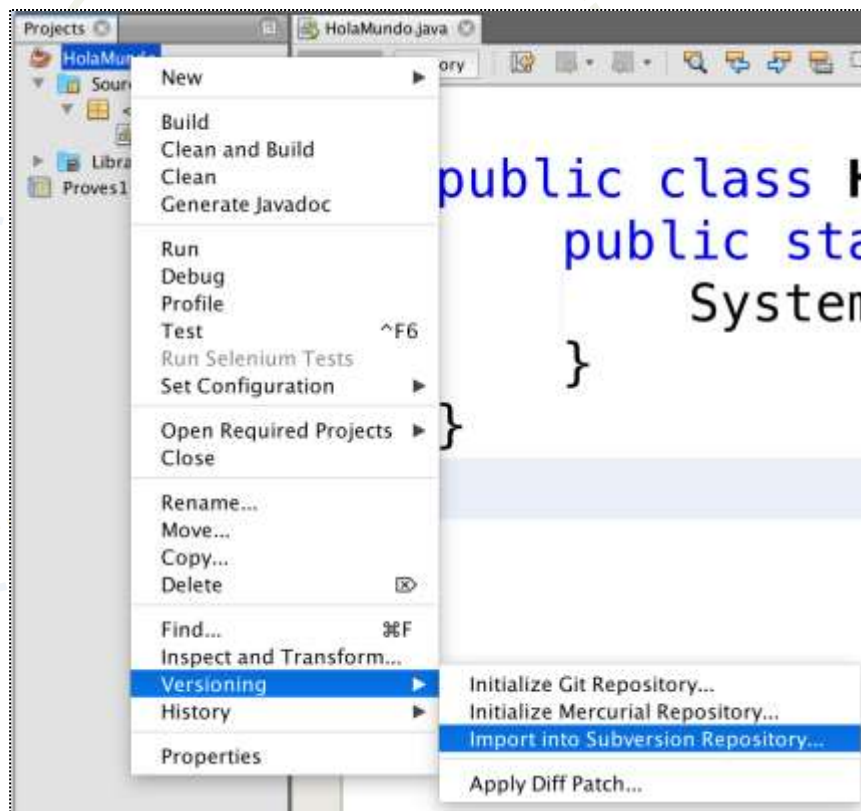 Projects
HolaMundo.java
HolaMundo
ory
Sour
<
Libra
Proves1
New
Build
Clean and Build
Clean
Generate Javadoc
Run
Debug
Profile
Test ^F6
Run Selenium Tests
Set Configuration
Open Required Projects
Close
Rename...
Move...
Copy...
Delete
Find... ⌘F
Inspect and Transform...
Versioning
History
Properties
Initialize Git Repository...
Initialize Mercurial Repository...
Import into Subversion Repository...
Apply Diff Patch...
public class H
public sta
System
}
}